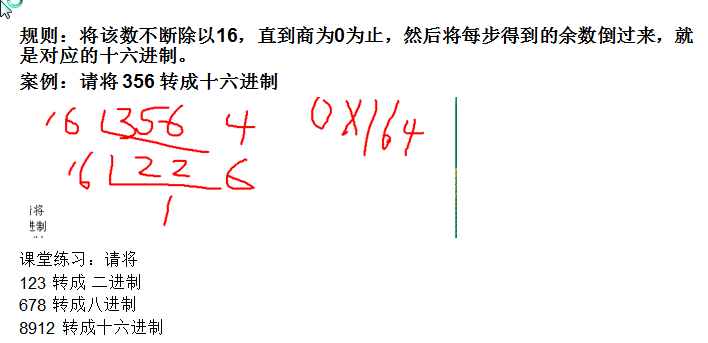 规则：将该数不断除以16，直到商为0为止，然后将每步得到的余数倒过来，就
是对应的十六进制。
案例：请将 356 转成十六进制
16 356 4 0X164
16 22 6
1
将
进制
课堂练习：请将
123 转成 二进制
678 转成八进制
8912 转成十六进制